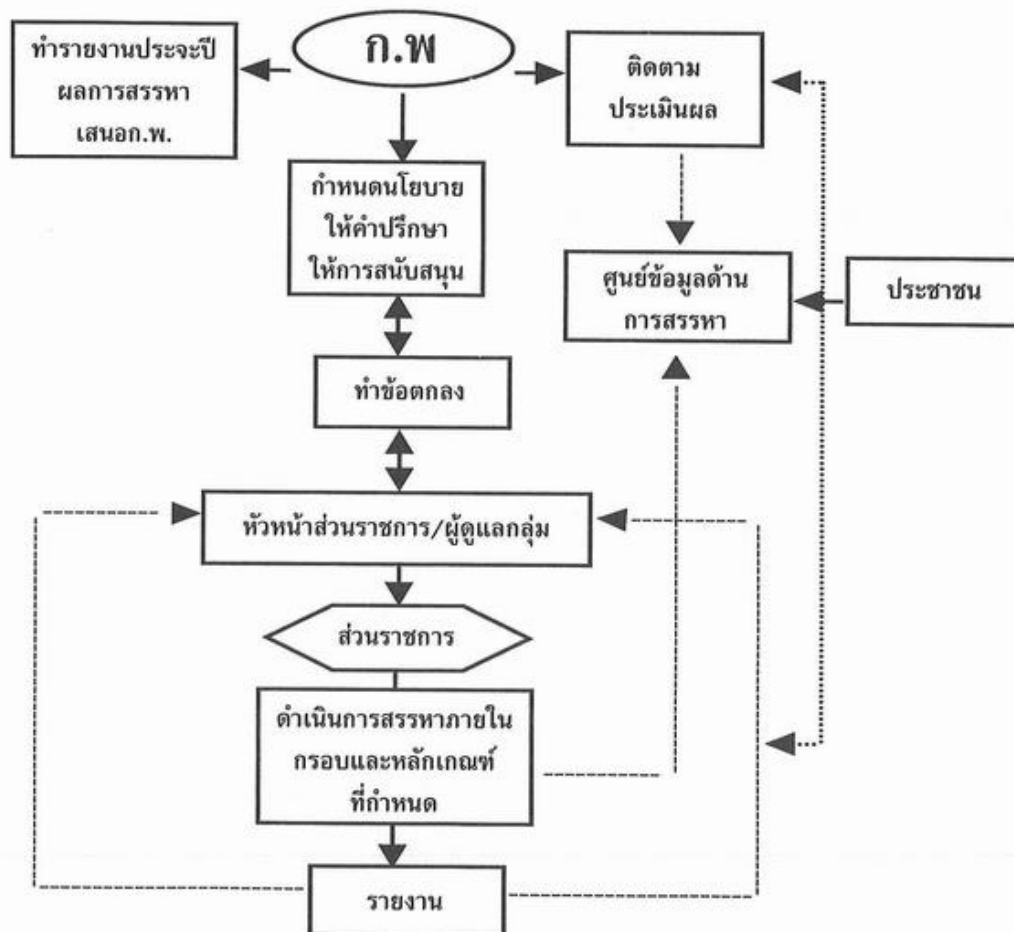 ก.พ
ทำรายงานประจะปี
ผลการสรรหา
เสนอก.พ.
ติดตาม
ประเมินผล
กำหนดนโยบาย
ให้คำปรึกษา
ให้การสนับสนุน
ศูนย์ข้อมูลด้าน
การสรรหา
ประชาชน
ทำข้อตกลง
หัวหน้าส่วนราชการ/ผู้ดูแลกลุ่ม
ส่วนราชการ
ดำเนินการสรรหาภายใน
กรอบและหลักเกณฑ์
ที่กำหนด
รายงาน